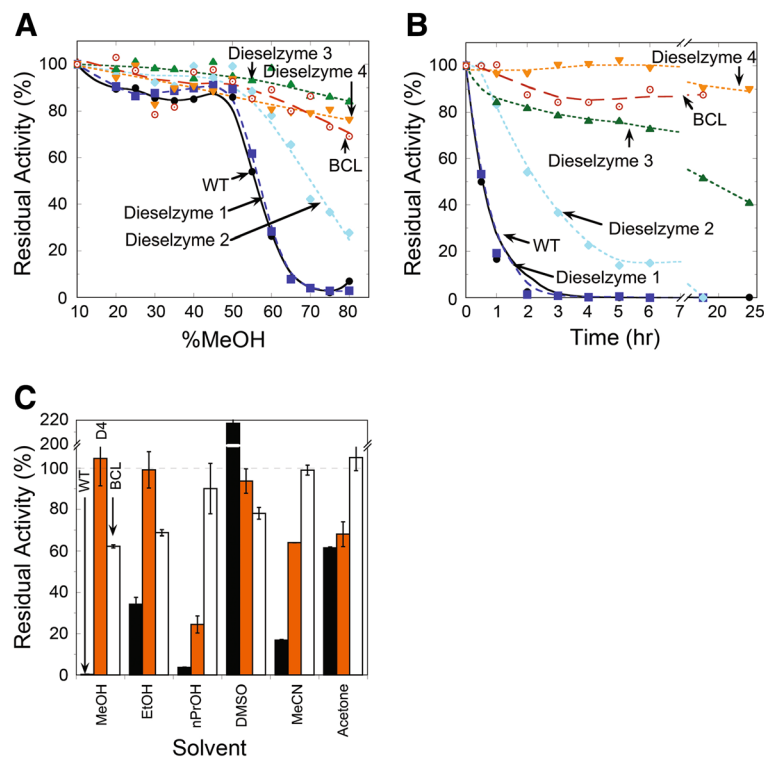 A
Residual Activity (%)
100
80
60
40
20
0
10 20 30 40 50 60 70 80
%MeOH
Dieselzyme 3
Dieselzyme 4
WT
BCL
Dieselzyme 1
Dieselzyme 2
B
Residual Activity (%)
100
80
60
40
20
0
0 1 2 3 4 5 6 7 20 25
Time (hr)
Dieselzyme 4
BCL
Dieselzyme 3
Dieselzyme 2
WT
Dieselzyme 1
C
Residual Activity (%)
220
200
100
80
60
40
20
0
WT
D4
BCL
MeOH
EtOH
nPrOH
DMSO
MeCN
Acetone
Solvent